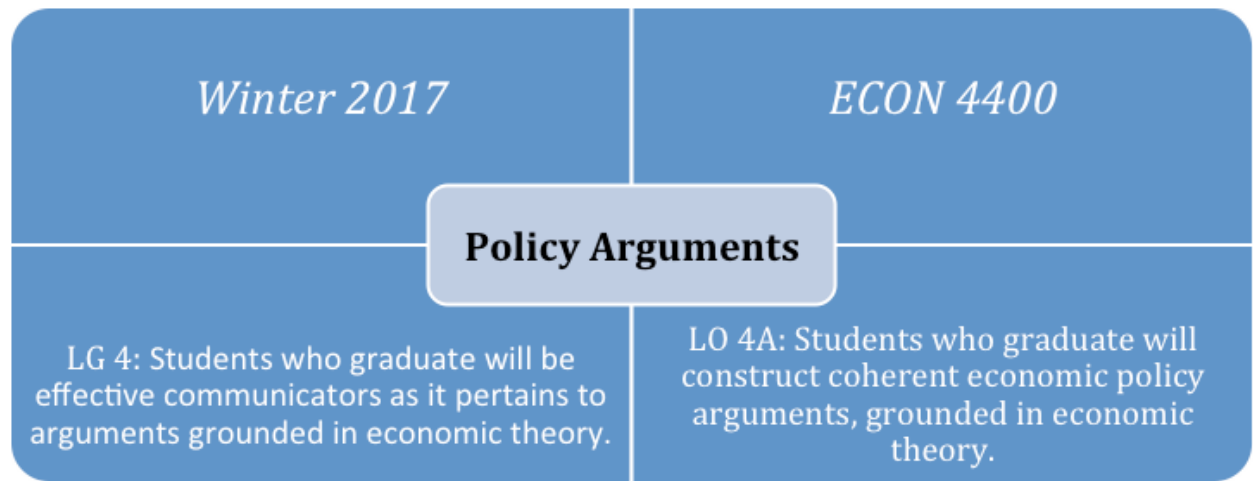 Winter 2017
ECON 4400
Policy Arguments
LG 4: Students who graduate will be
effective communicators as it pertains to
arguments grounded in economic theory.
LO 4A: Students who graduate will
construct coherent economic policy
arguments, grounded in economic
theory.